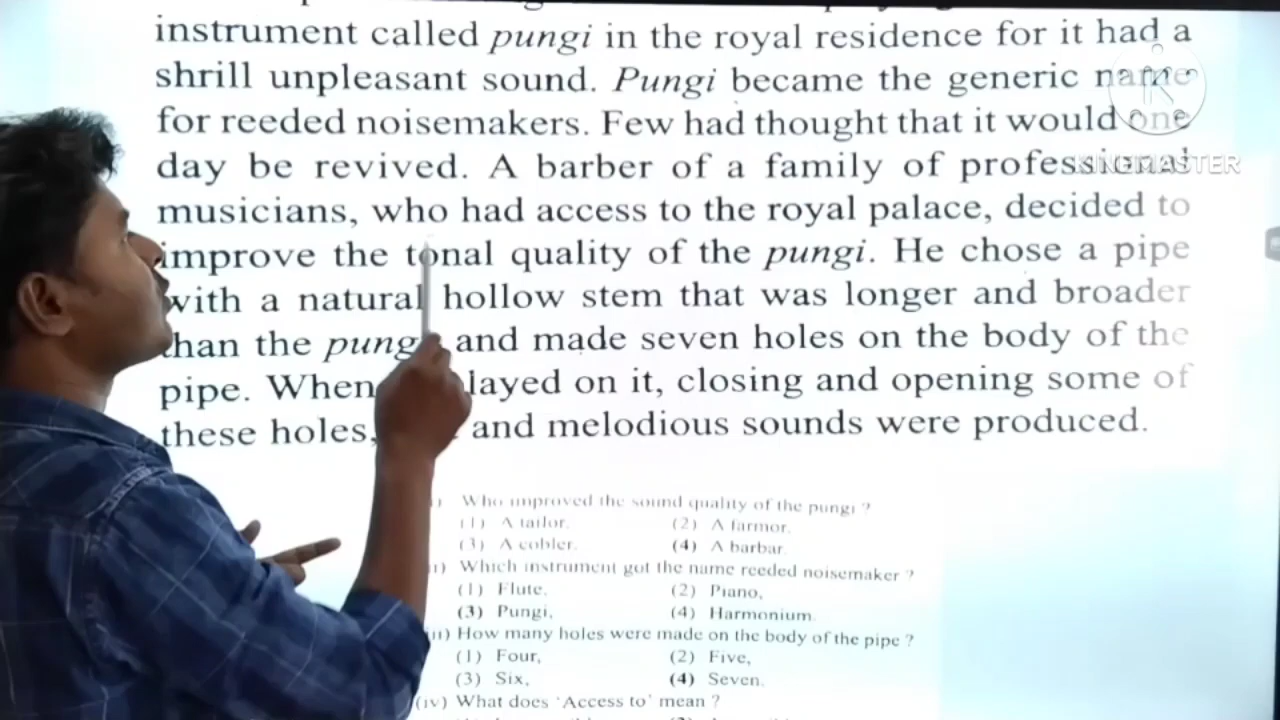 instrument called pungi in the royal residence for it had a
shrill unpleasant sound. Pungi became the generic name
for reeded noisemakers. Few had thought that it would one
day be revived. A barber of a family of professional
musicians, who had access to the royal palace, decided to
improve the tonal quality of the pungi. He chose a pipe
with a natural hollow stem that was longer and broader
than the and made seven holes on the body of the
pipe. When on it, closing and opening some of
these holes, and melodious sounds were produced.
KINEMASTER
Who improved the sound quality of the pungi ?
(1) A tailor. (2) A farmor.
(3) A cobler. (4) A barbar.
Which instrument got the name reeded noisemaker ?
(1) Flute. (2) Piano,
(3) Pungi, (4) Harmonium.
How many holes were made on the body of the pipe ?
(1) Four, (2) Five,
(3) Six, (4) Seven.
(iv) What does 'Access to' mean ?